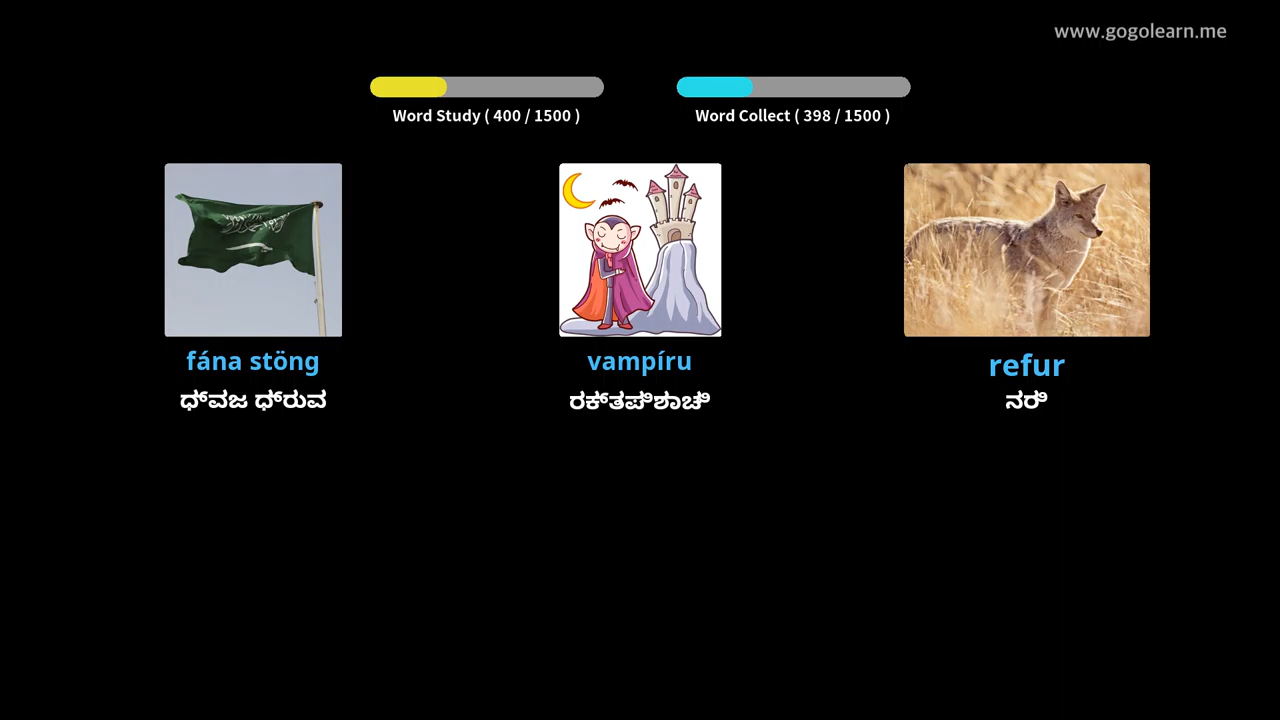 www.gogolearn.me
Word Study ( 400 / 1500 )
Word Collect ( 398 / 1500 )
fána stöng
vampíru
refur
ಧ್ವಜ ಧ್ರುವ
ರಕ್ತಪಿಶಾಚಿ
ನರಿ